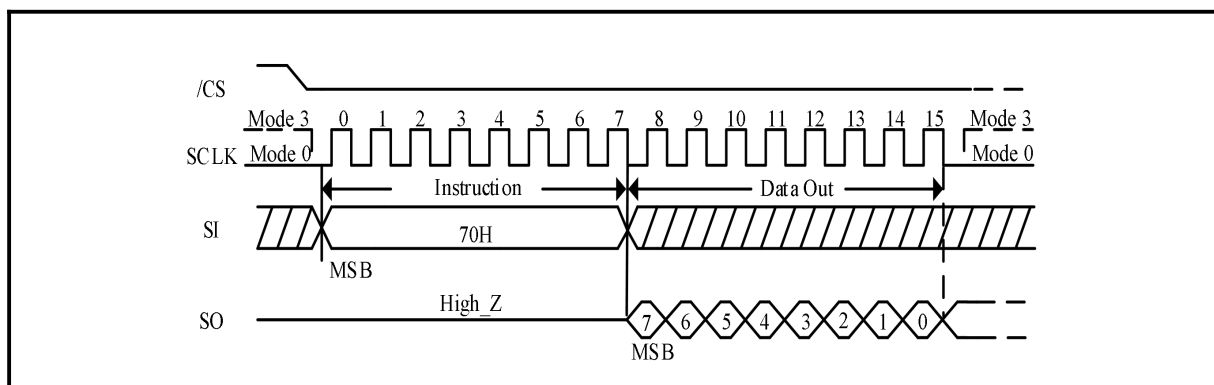 /CS
Mode 3 0 1 2 3 4 5 6 7 8 9 10 11 12 13 14 15 Mode 3
SCLK Mode 0 Mode 0
Instruction Data Out
SI 70H
MSB
High_Z
SO 7 6 5 4 3 2 1 0
MSB